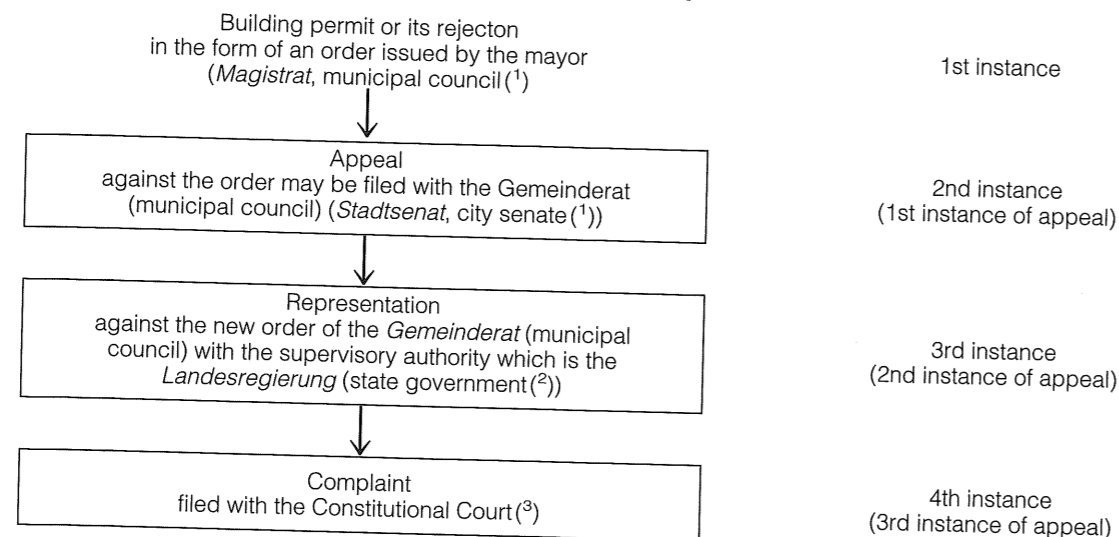 Building permit or its rejecton
in the form of an order issued by the mayor
(Magistrat, municipal council(¹)
1st instance
Appeal
against the order may be filed with the Gemeinderat
(municipal council) (Stadtsenat, city senate(¹))
2nd instance
(1st instance of appeal)
Representation
against the new order of the Gemeinderat (municipal
council) with the supervisory authority which is the
Landesregierung (state government(²))
3rd instance
(2nd instance of appeal)
Complaint
filed with the Constitutional Court(³)
4th instance
(3rd instance of appeal)